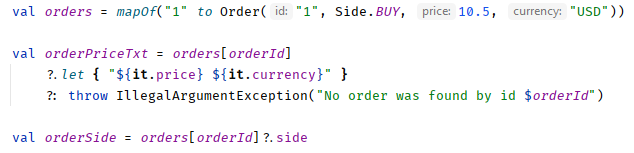 val orders = mapOf("1" to Order( id: "1", Side.BUY, price: 10.5, currency: "USD"))
val orderPriceTxt = orders[orderId]
?.let { "${it.price} ${it.currency}" }
?: throw IllegalArgumentException("No order was found by id $orderId")
val orderSide = orders[orderId]?.side